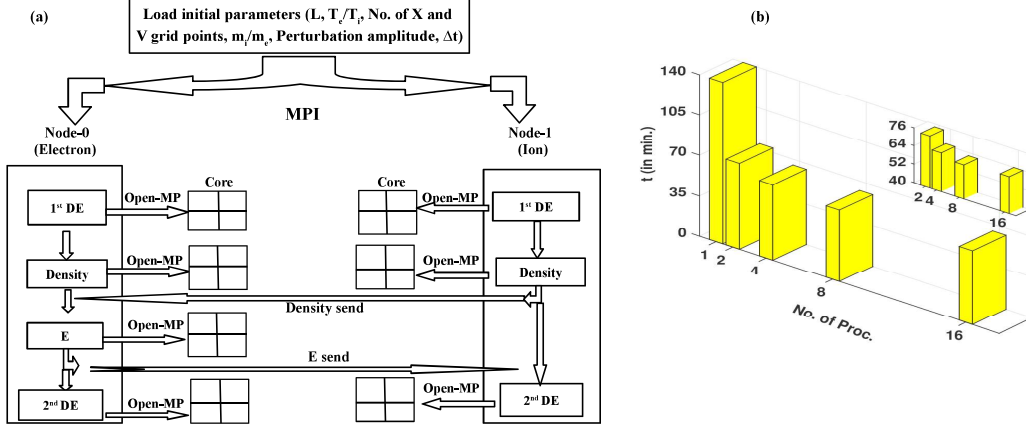 (a)
Load initial parameters (L, Te/Ti, No. of X and
V grid points, mi/me, Perturbation amplitude, Δt)
MPI
Node-0
(Electron)
Node-1
(Ion)
Core
Core
1st DE
Open-MP
Open-MP
1st DE
Density
Open-MP
Open-MP
Density
Density send
E
Open-MP
E send
2nd DE
Open-MP
Open-MP
2nd DE
(b)
t (in min.)
140
105
70
35
0
1
2
4
8
16
No. of Proc.
76
64
52
40
2
4
8
16